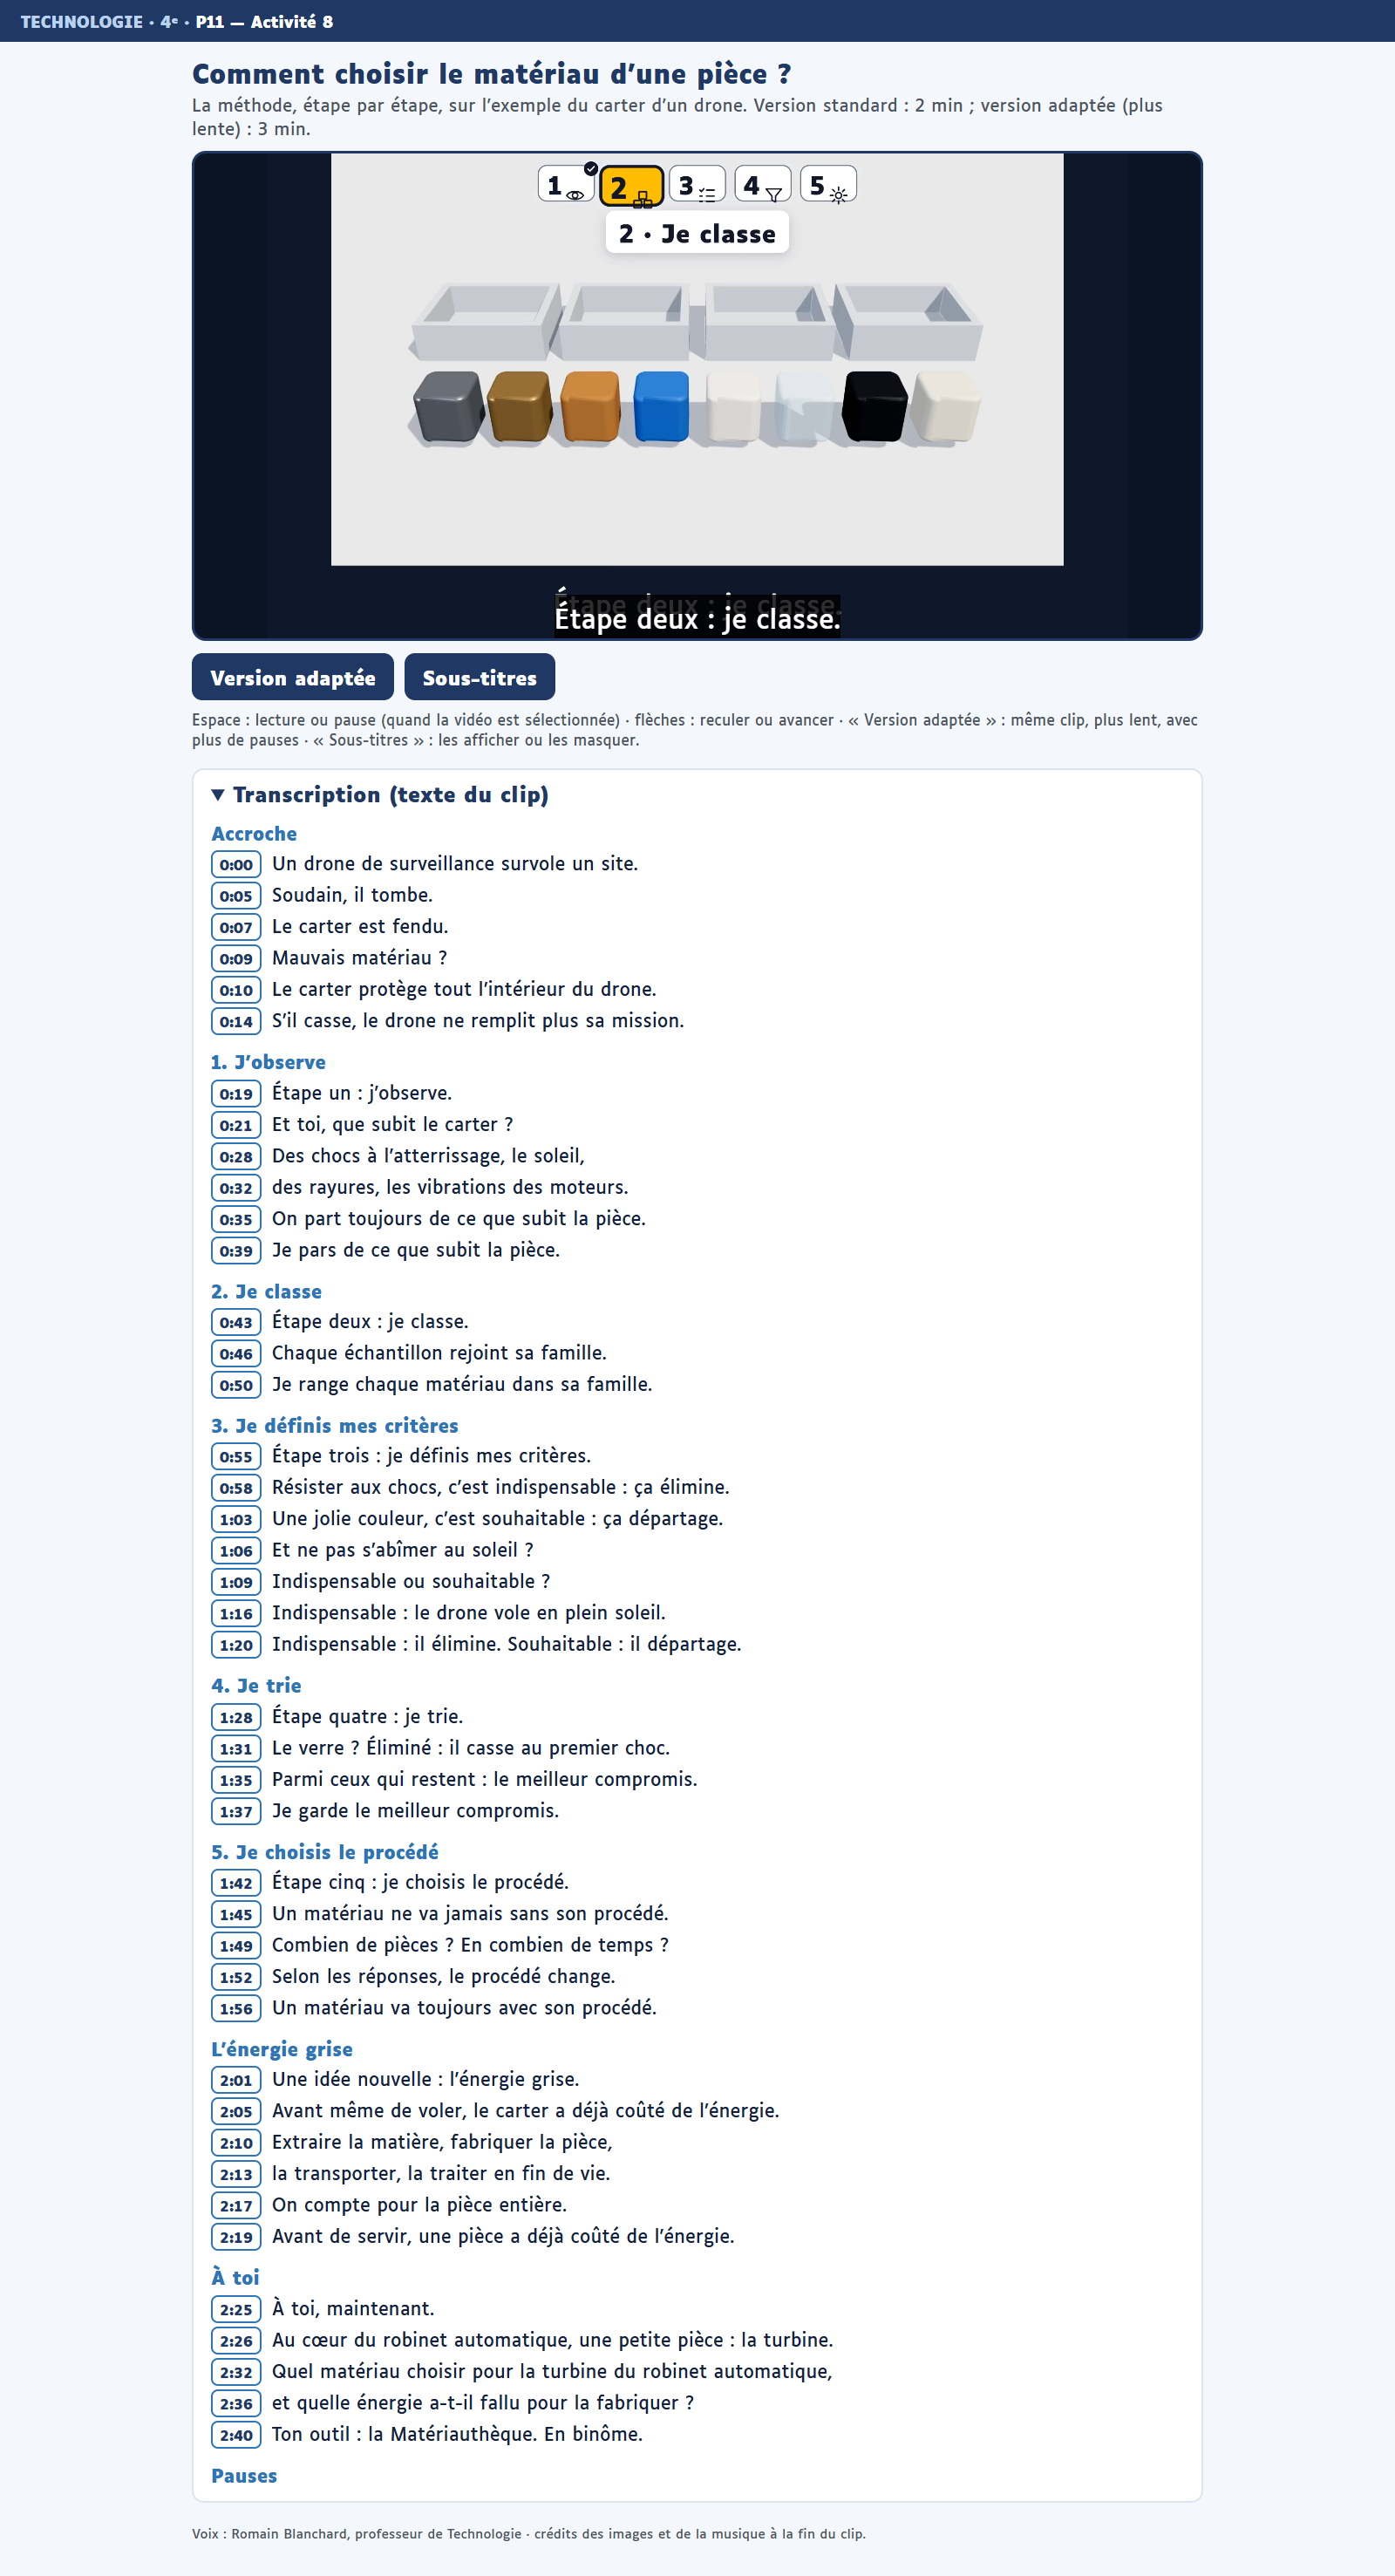 TECHNOLOGIE · 4ᵉ · P11 — Activité 8
Comment choisir le matériau d'une pièce ?
La méthode, étape par étape, sur l'exemple du carter d'un drone. Version standard : 2 min ; version adaptée (plus
lente) : 3 min.
1 2 3 4 5
2 · Je classe
Étape deux : je classe.
Étape deux : je classe.
Version adaptée Sous-titres
Espace : lecture ou pause (quand la vidéo est sélectionnée) · flèches : reculer ou avancer · « Version adaptée » : même clip, plus lent, avec
plus de pauses · « Sous-titres » : les afficher ou les masquer.
Transcription (texte du clip)
Accroche
0:00 Un drone de surveillance survole un site.
0:05 Soudain, il tombe.
0:07 Le carter est fendu.
0:09 Mauvais matériau ?
0:10 Le carter protège tout l'intérieur du drone.
0:14 S'il casse, le drone ne remplit plus sa mission.
1. J'observe
0:19 Étape un : j'observe.
0:21 Et toi, que subit le carter ?
0:28 Des chocs à l'atterrissage, le soleil,
0:32 des rayures, les vibrations des moteurs.
0:35 On part toujours de ce que subit la pièce.
0:39 Je pars de ce que subit la pièce.
2. Je classe
0:43 Étape deux : je classe.
0:46 Chaque échantillon rejoint sa famille.
0:50 Je range chaque matériau dans sa famille.
3. Je définis mes critères
0:55 Étape trois : je définis mes critères.
0:58 Résister aux chocs, c'est indispensable : ça élimine.
1:03 Une jolie couleur, c'est souhaitable : ça départage.
1:06 Et ne pas s'abîmer au soleil ?
1:09 Indispensable ou souhaitable ?
1:16 Indispensable : le drone vole en plein soleil.
1:20 Indispensable : il élimine. Souhaitable : il départage.
4. Je trie
1:28 Étape quatre : je trie.
1:31 Le verre ? Éliminé : il casse au premier choc.
1:35 Parmi ceux qui restent : le meilleur compromis.
1:37 Je garde le meilleur compromis.
5. Je choisis le procédé
1:42 Étape cinq : je choisis le procédé.
1:45 Un matériau ne va jamais sans son procédé.
1:49 Combien de pièces ? En combien de temps ?
1:52 Selon les réponses, le procédé change.
1:56 Un matériau va toujours avec son procédé.
L'énergie grise
2:01 Une idée nouvelle : l'énergie grise.
2:05 Avant même de voler, le carter a déjà coûté de l'énergie.
2:10 Extraire la matière, fabriquer la pièce,
2:13 la transporter, la traiter en fin de vie.
2:17 On compte pour la pièce entière.
2:19 Avant de servir, une pièce a déjà coûté de l'énergie.
À toi
2:25 À toi, maintenant.
2:26 Au cœur du robinet automatique, une petite pièce : la turbine.
2:32 Quel matériau choisir pour la turbine du robinet automatique,
2:36 et quelle énergie a-t-il fallu pour la fabriquer ?
2:40 Ton outil : la Matériauthèque. En binôme.
Pauses
Voix : Romain Blanchard, professeur de Technologie · crédits des images et de la musique à la fin du clip.